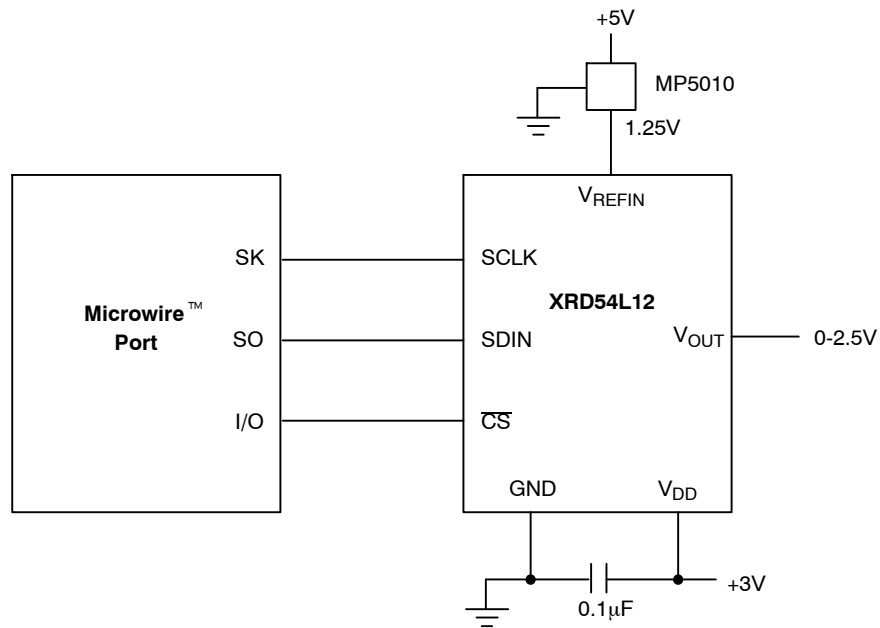 +5V
MP5010
1.25V
VREFIN
SK
SCLK
XRD54L12
Microwire™
Port
SO
SDIN
VOUT
0-2.5V
I/O
CS
GND
VDD
+3V
0.1μF